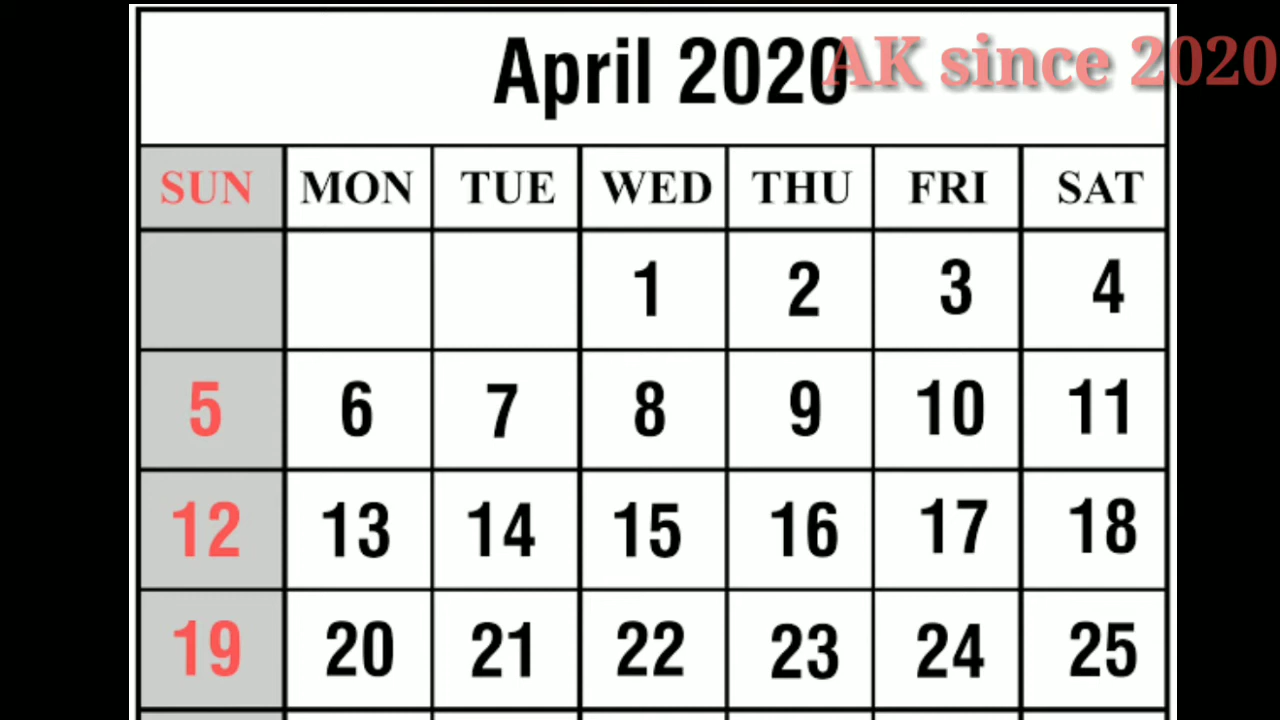 April 2020
AK since 2020
SUN MON TUE WED THU FRI SAT
1 2 3 4
5 6 7 8 9 10 11
12 13 14 15 16 17 18
19 20 21 22 23 24 25